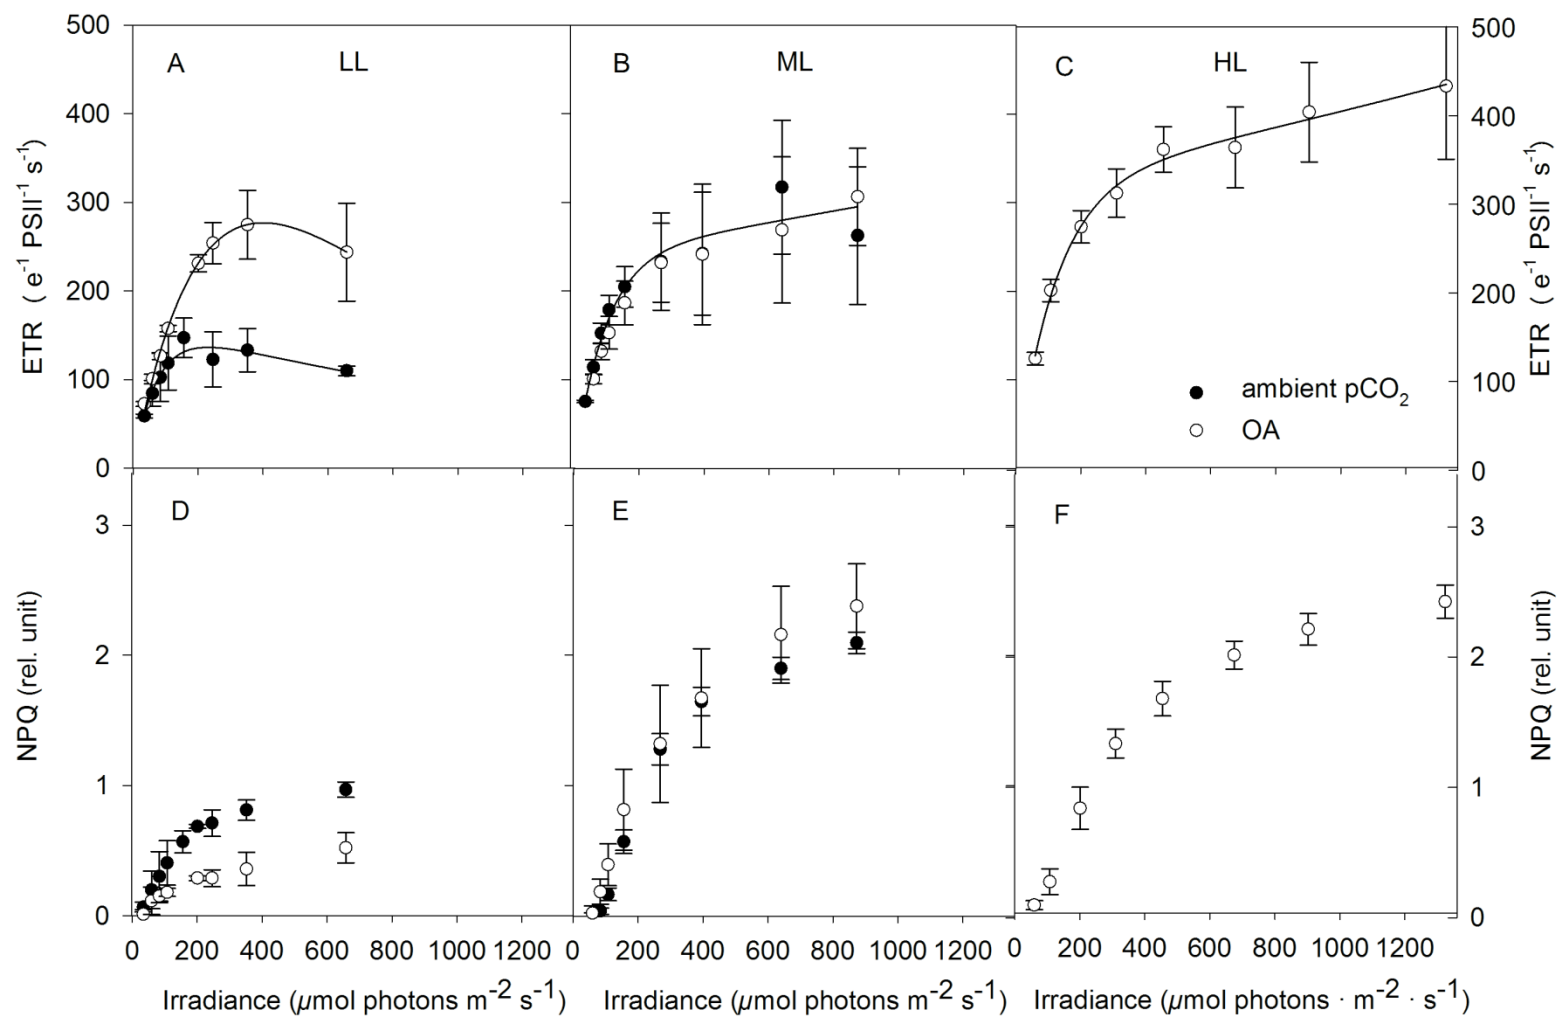 A LL
B ML
C HL
500
400
300
200
100
0
ETR ( e⁻¹ PSII⁻¹ s⁻¹)
500
400
300
200
100
0
ETR ( e⁻¹ PSII⁻¹ s⁻¹)
ambient pCO₂
OA
D
E
F
3
2
1
0
NPQ (rel. unit)
3
2
1
0
NPQ (rel. unit)
0 200 400 600 800 1000 1200
0 200 400 600 800 1000 1200
0 200 400 600 800 1000 1200
Irradiance (µmol photons m⁻² s⁻¹)
Irradiance (µmol photons m⁻² s⁻¹)
Irradiance (µmol photons · m⁻² · s⁻¹)